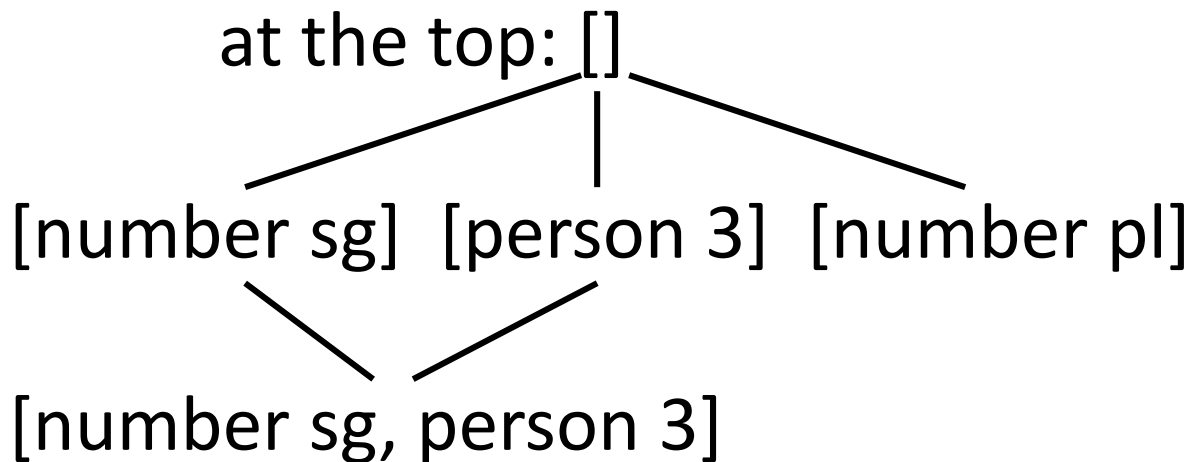 at the top: []
[number sg] [person 3] [number pl]
[number sg, person 3]